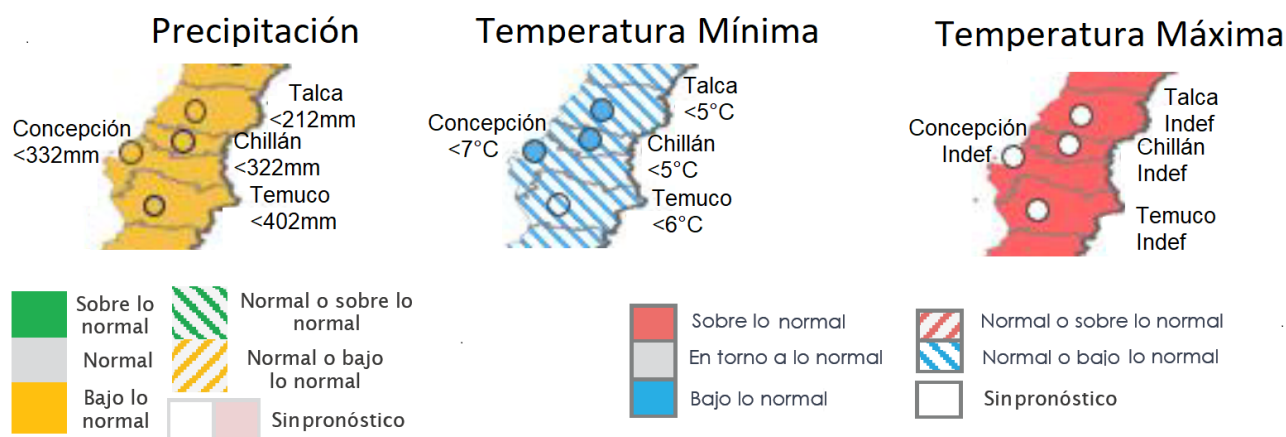 Precipitación
Talca
<212mm
Concepción
<332mm
Chillán
<322mm
Temuco
<402mm
Temperatura Mínima
Talca
<5°C
Concepción
<7°C
Chillán
<5°C
Temuco
<6°C
Temperatura Máxima
Talca
Indef
Concepción
Indef
Chillán
Indef
Temuco
Indef
Sobre lo
normal
Normal
Bajo lo
normal
Normal o sobre lo
normal
Normal o bajo
lo normal
Sin pronóstico
Sobre lo normal
En torno a lo normal
Bajo lo normal
Normal o sobre lo normal
Normal o bajo lo normal
Sin pronóstico